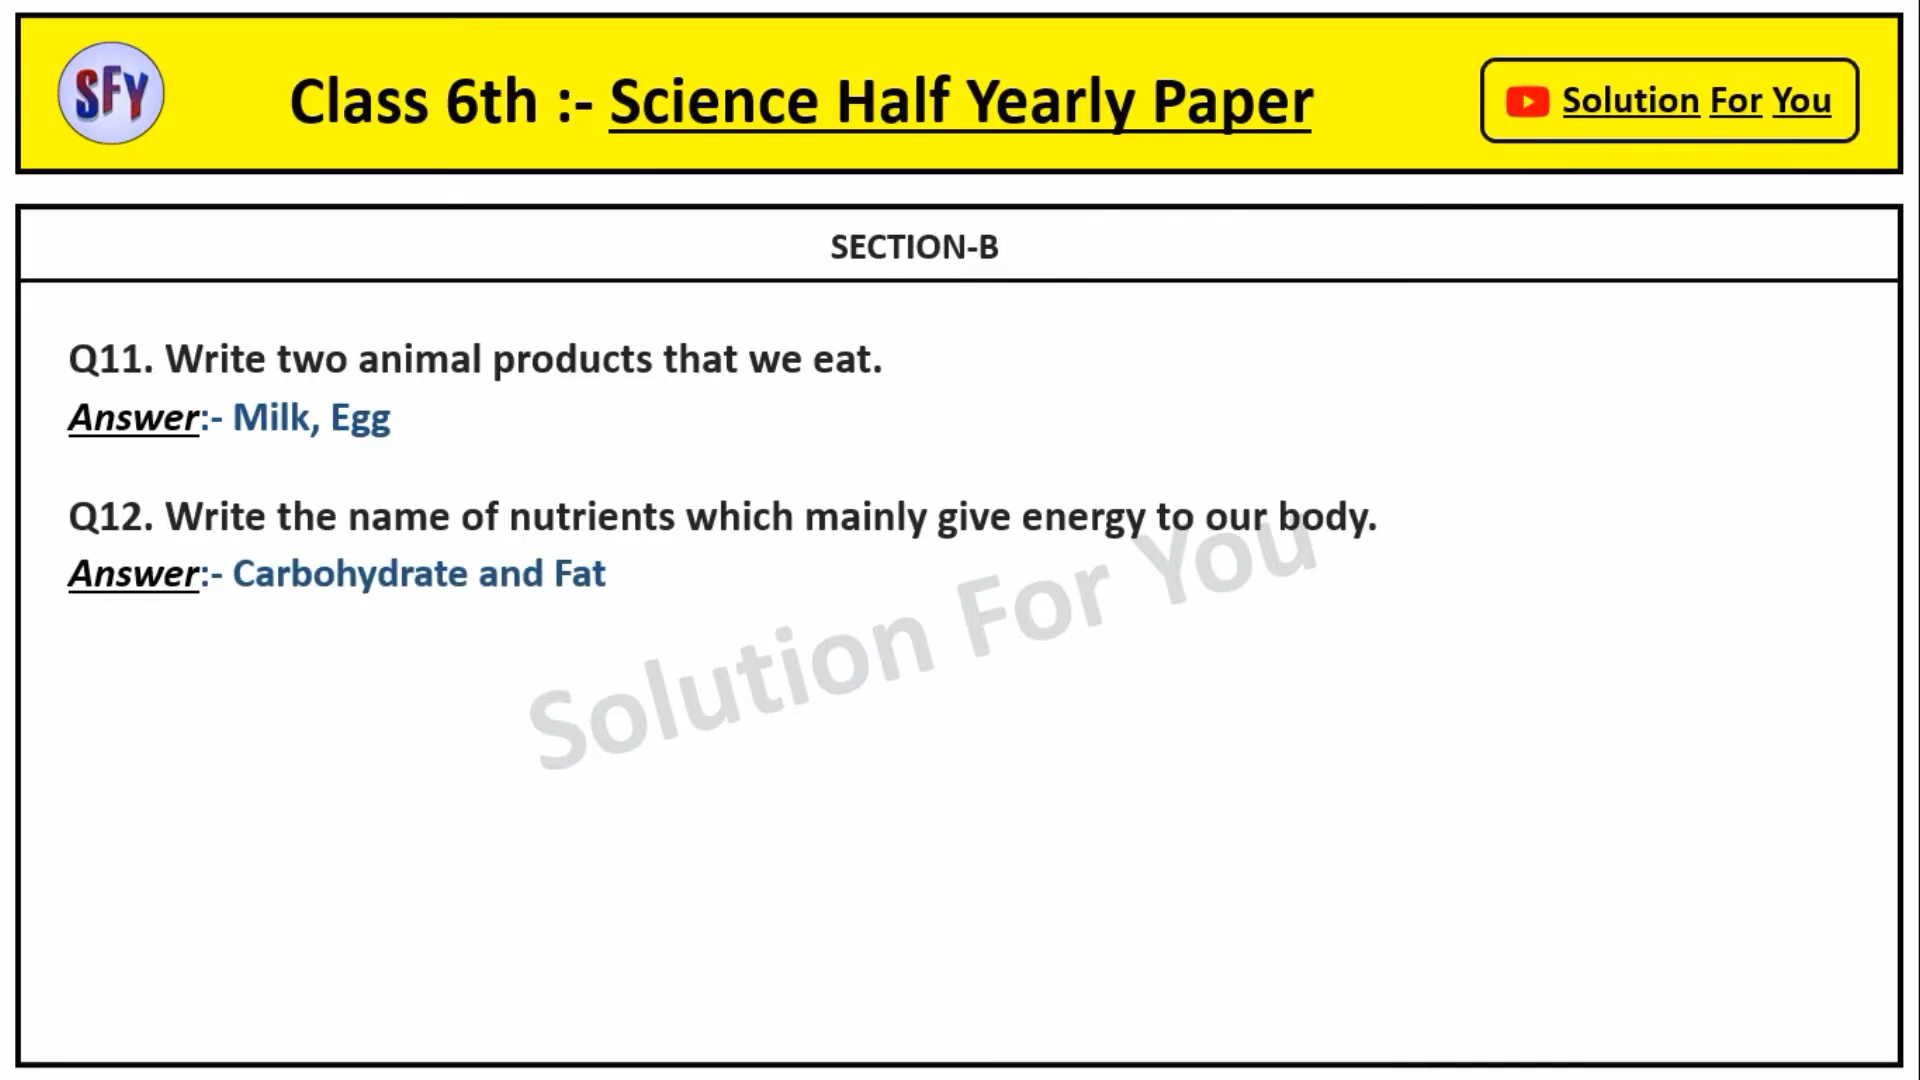 SFY
Class 6th :- Science Half Yearly Paper
Solution For You
SECTION-B
Q11. Write two animal products that we eat.
Answer:- Milk, Egg
Q12. Write the name of nutrients which mainly give energy to our body.
Answer:- Carbohydrate and Fat
Solution For You